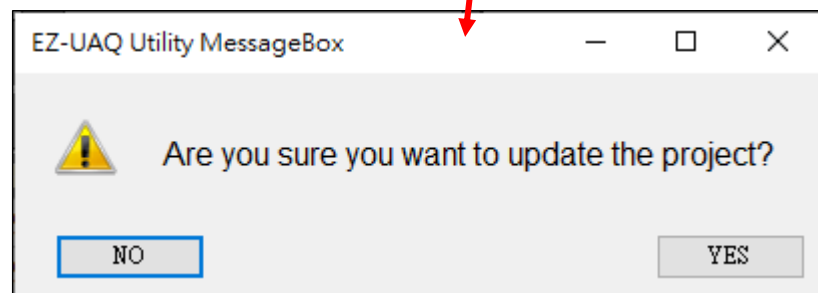 EZ-UAQ Utility MessageBox
Are you sure you want to update the project?
NO
YES